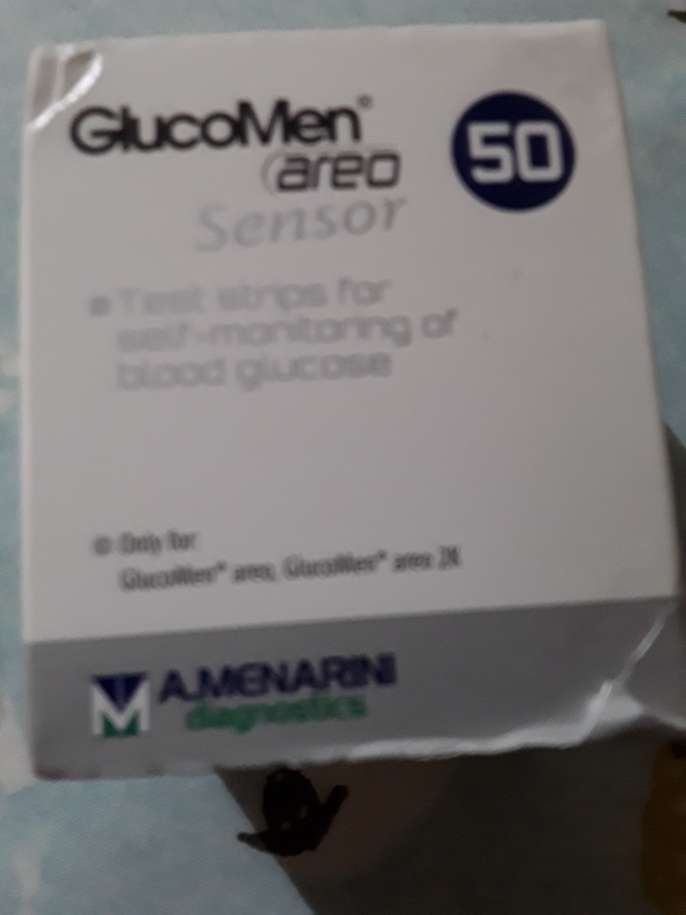 GlucoMen®
areo
50
Sensor
Test strips for
self-monitoring of
blood glucose
Only for:
GlucoMen® areo, GlucoMen® areo 2K
A.MENARINI
diagnostics